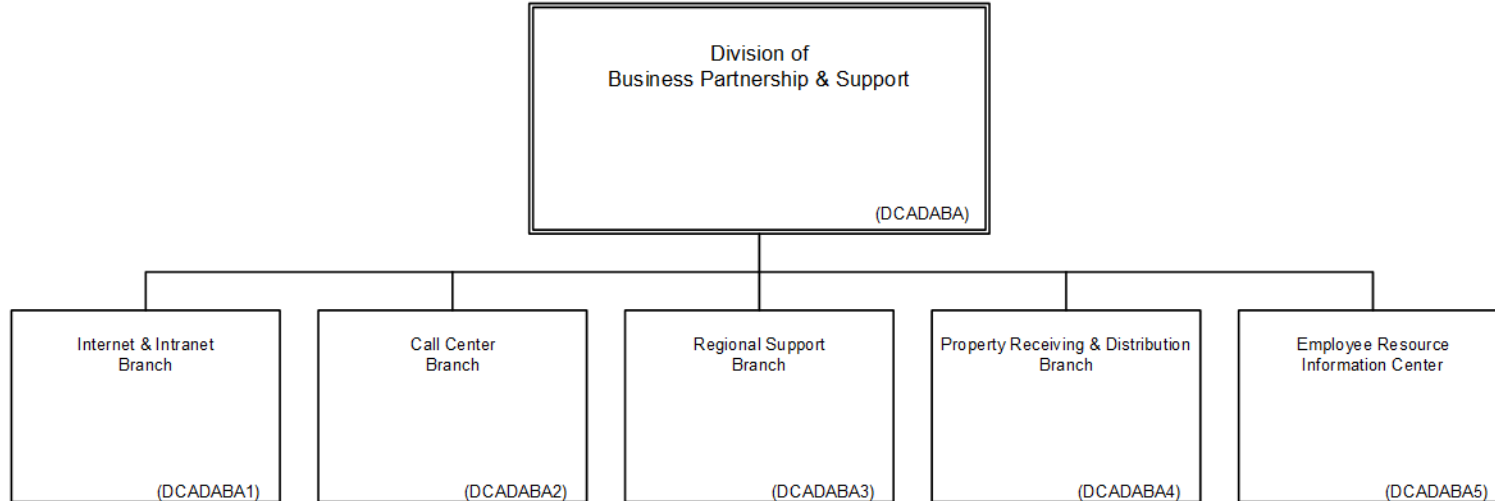 Division of
Business Partnership & Support
(DCADABA)
Internet & Intranet
Branch
(DCADABA1)
Call Center
Branch
(DCADABA2)
Regional Support
Branch
(DCADABA3)
Property Receiving & Distribution
Branch
(DCADABA4)
Employee Resource
Information Center
(DCADABA5)